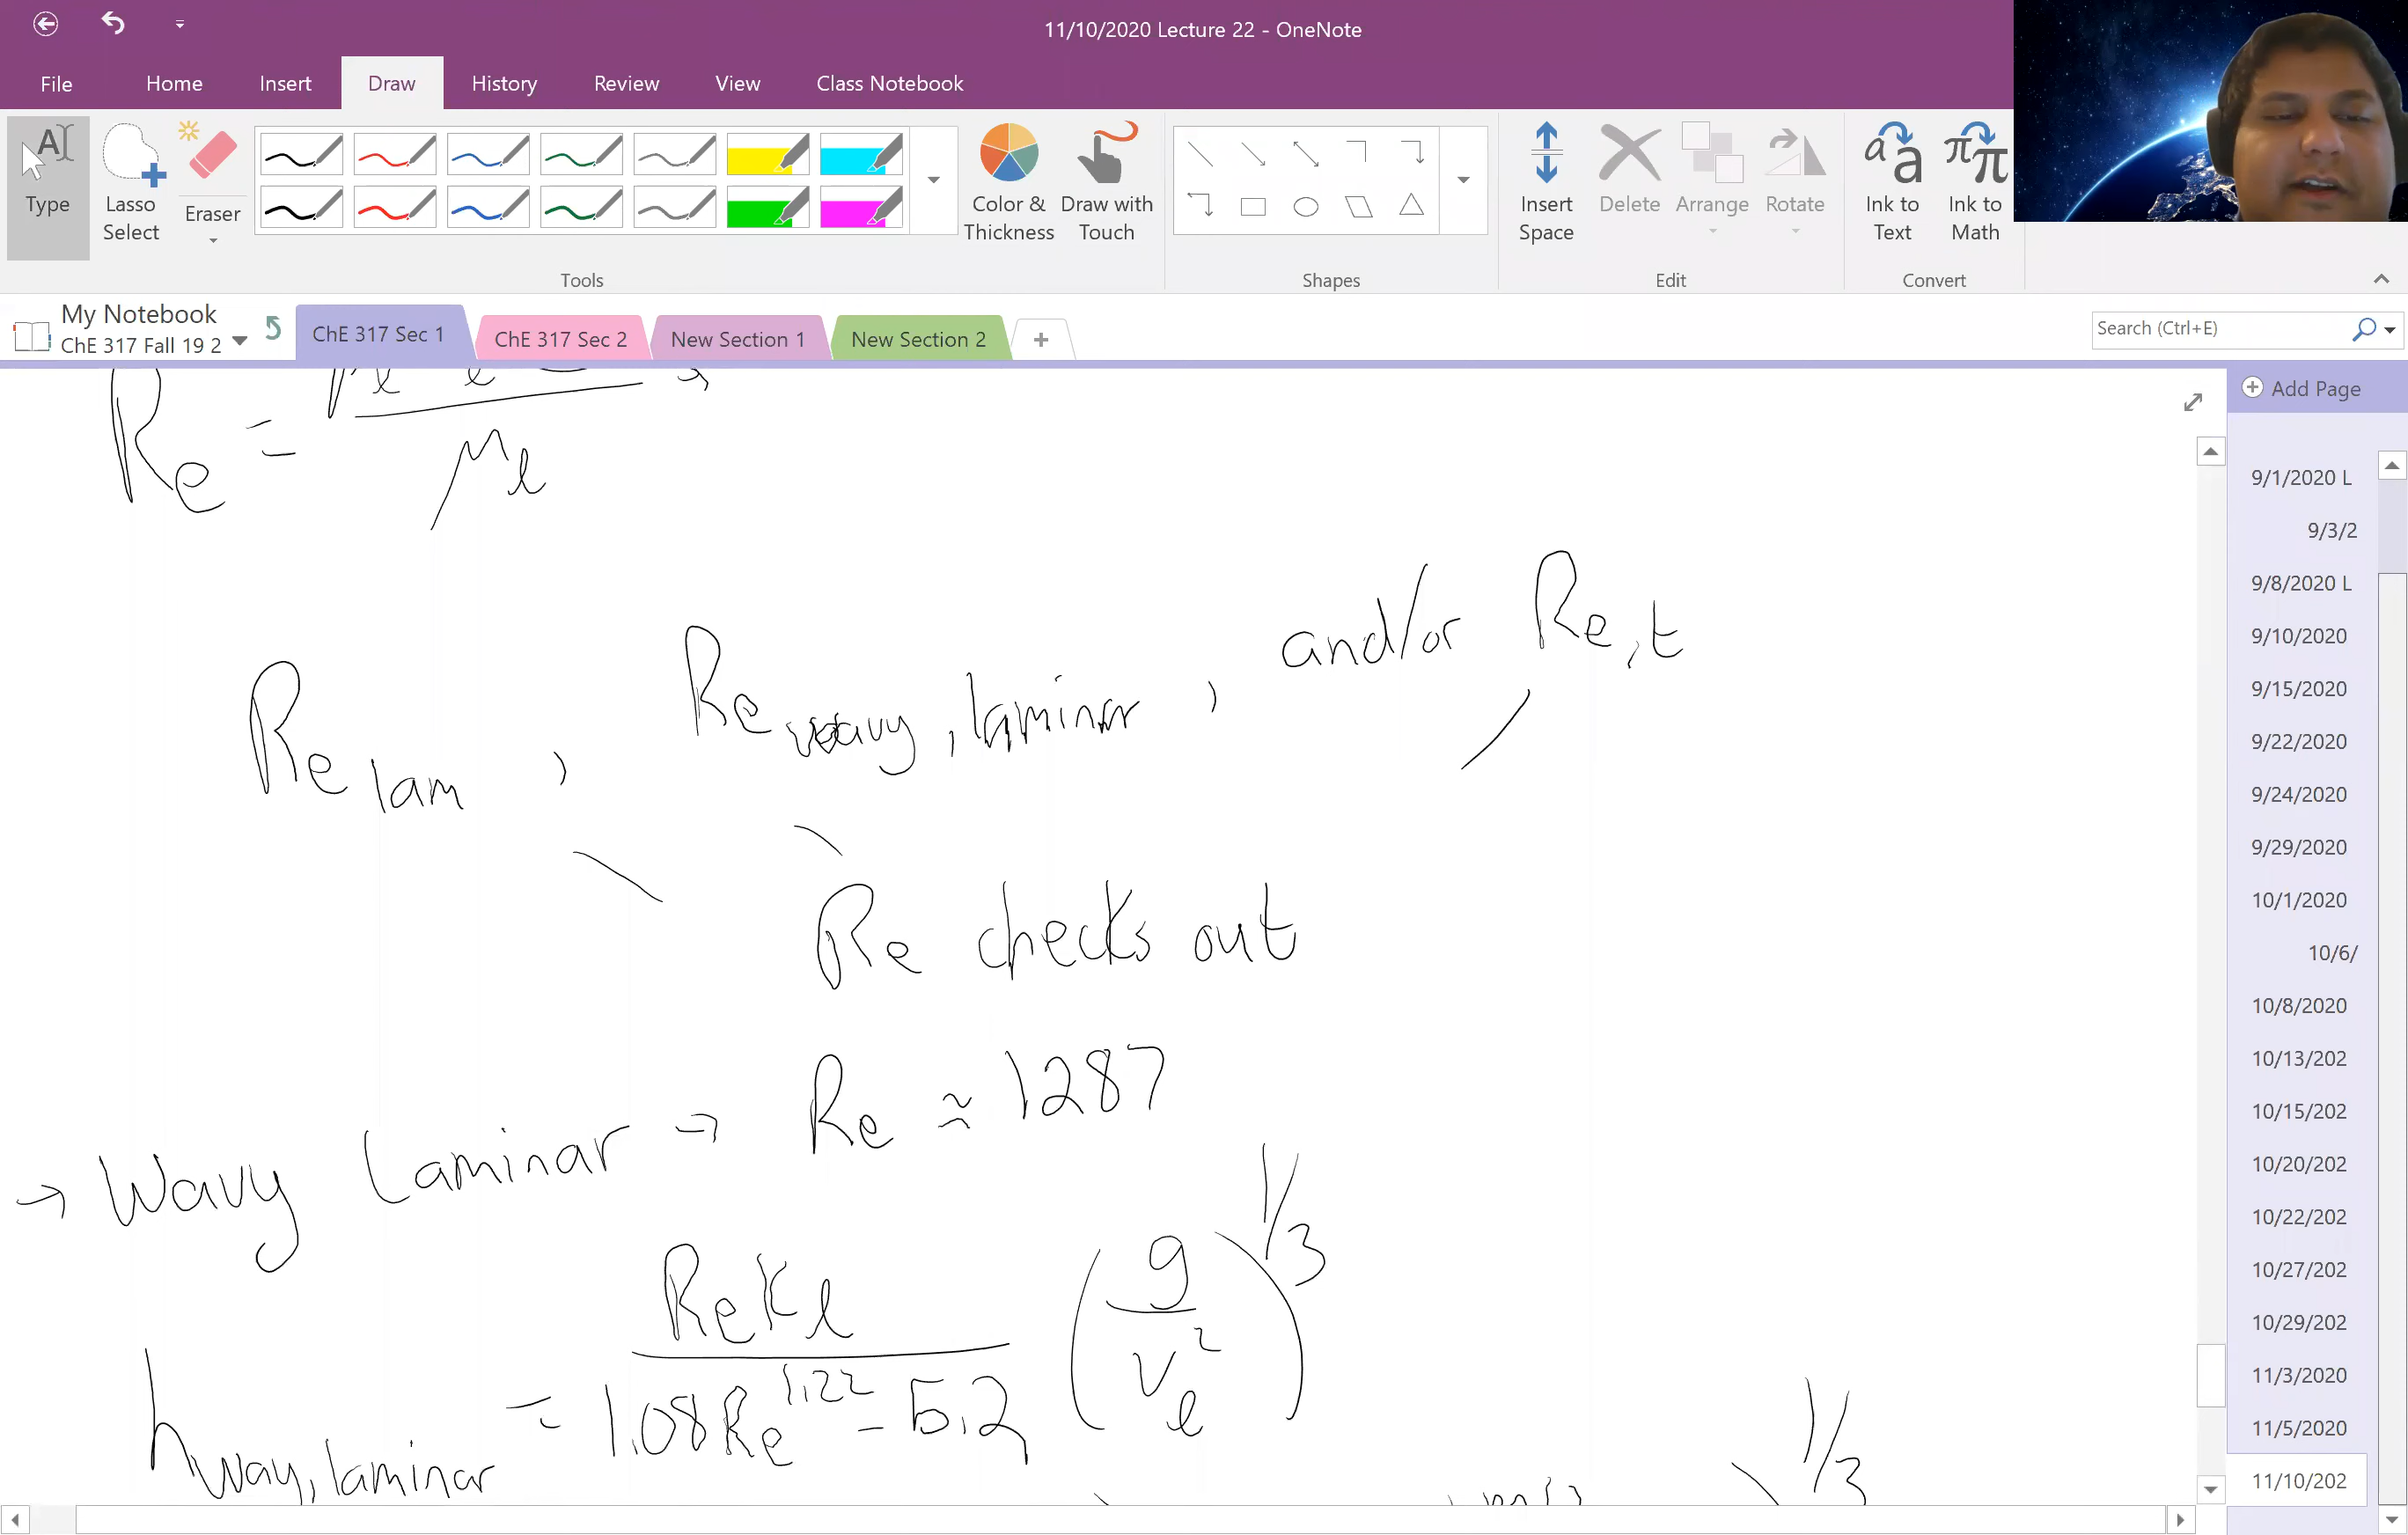 11/10/2020 Lecture 22 - OneNote
File Home Insert Draw History Review View Class Notebook
Type
Lasso Select
Eraser
Color & Thickness
Draw with Touch
Insert Space
Delete
Arrange
Rotate
Ink to Text
Ink to Math
Tools
Shapes
Edit
Convert
My Notebook
ChE 317 Fall 19 2
ChE 317 Sec 1
ChE 317 Sec 2
New Section 1
New Section 2
+
Search (Ctrl+E)
Add Page
9/1/2020 L
9/3/2
9/8/2020 L
9/10/2020
9/15/2020
9/22/2020
9/24/2020
9/29/2020
10/1/2020
10/6/
10/8/2020
10/13/202
10/15/202
10/20/202
10/22/202
10/27/202
10/29/202
11/3/2020
11/5/2020
11/10/202
Re =
μl
Re lam , Re wavy, laminar , and/or Re,t
Re checks out
→ Wavy Laminar → Re ≈ 1287
h way, laminar = Re Kl / (1.08 Re^1.22 - 5.2) (g / νl^2)^1/3
1/3